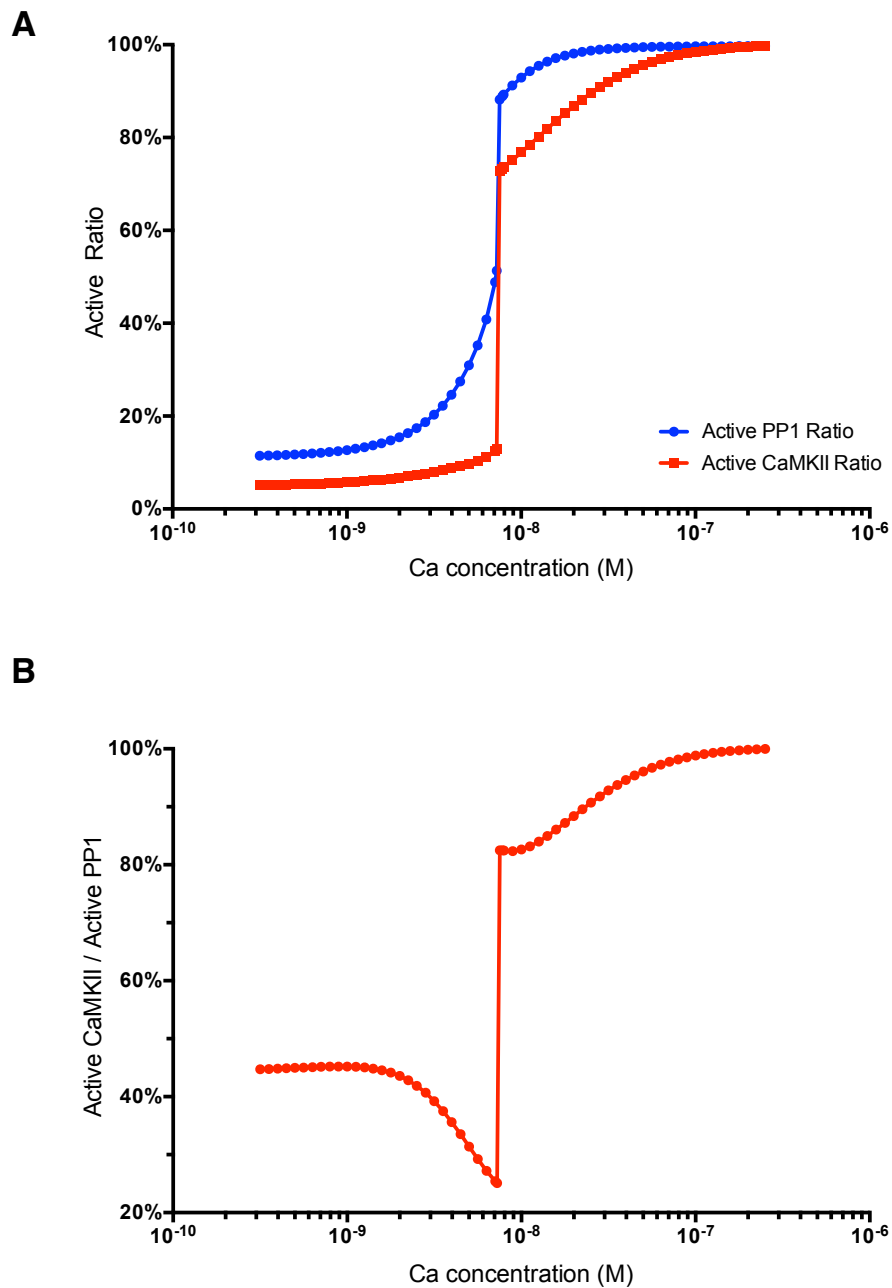 A
100%
80%
60%
40%
20%
0%
Active Ratio
Active PP1 Ratio
Active CaMKII Ratio
10-10 10-9 10-8 10-7 10-6
Ca concentration (M)
B
100%
80%
60%
40%
20%
Active CaMKII / Active PP1
10-10 10-9 10-8 10-7 10-6
Ca concentration (M)